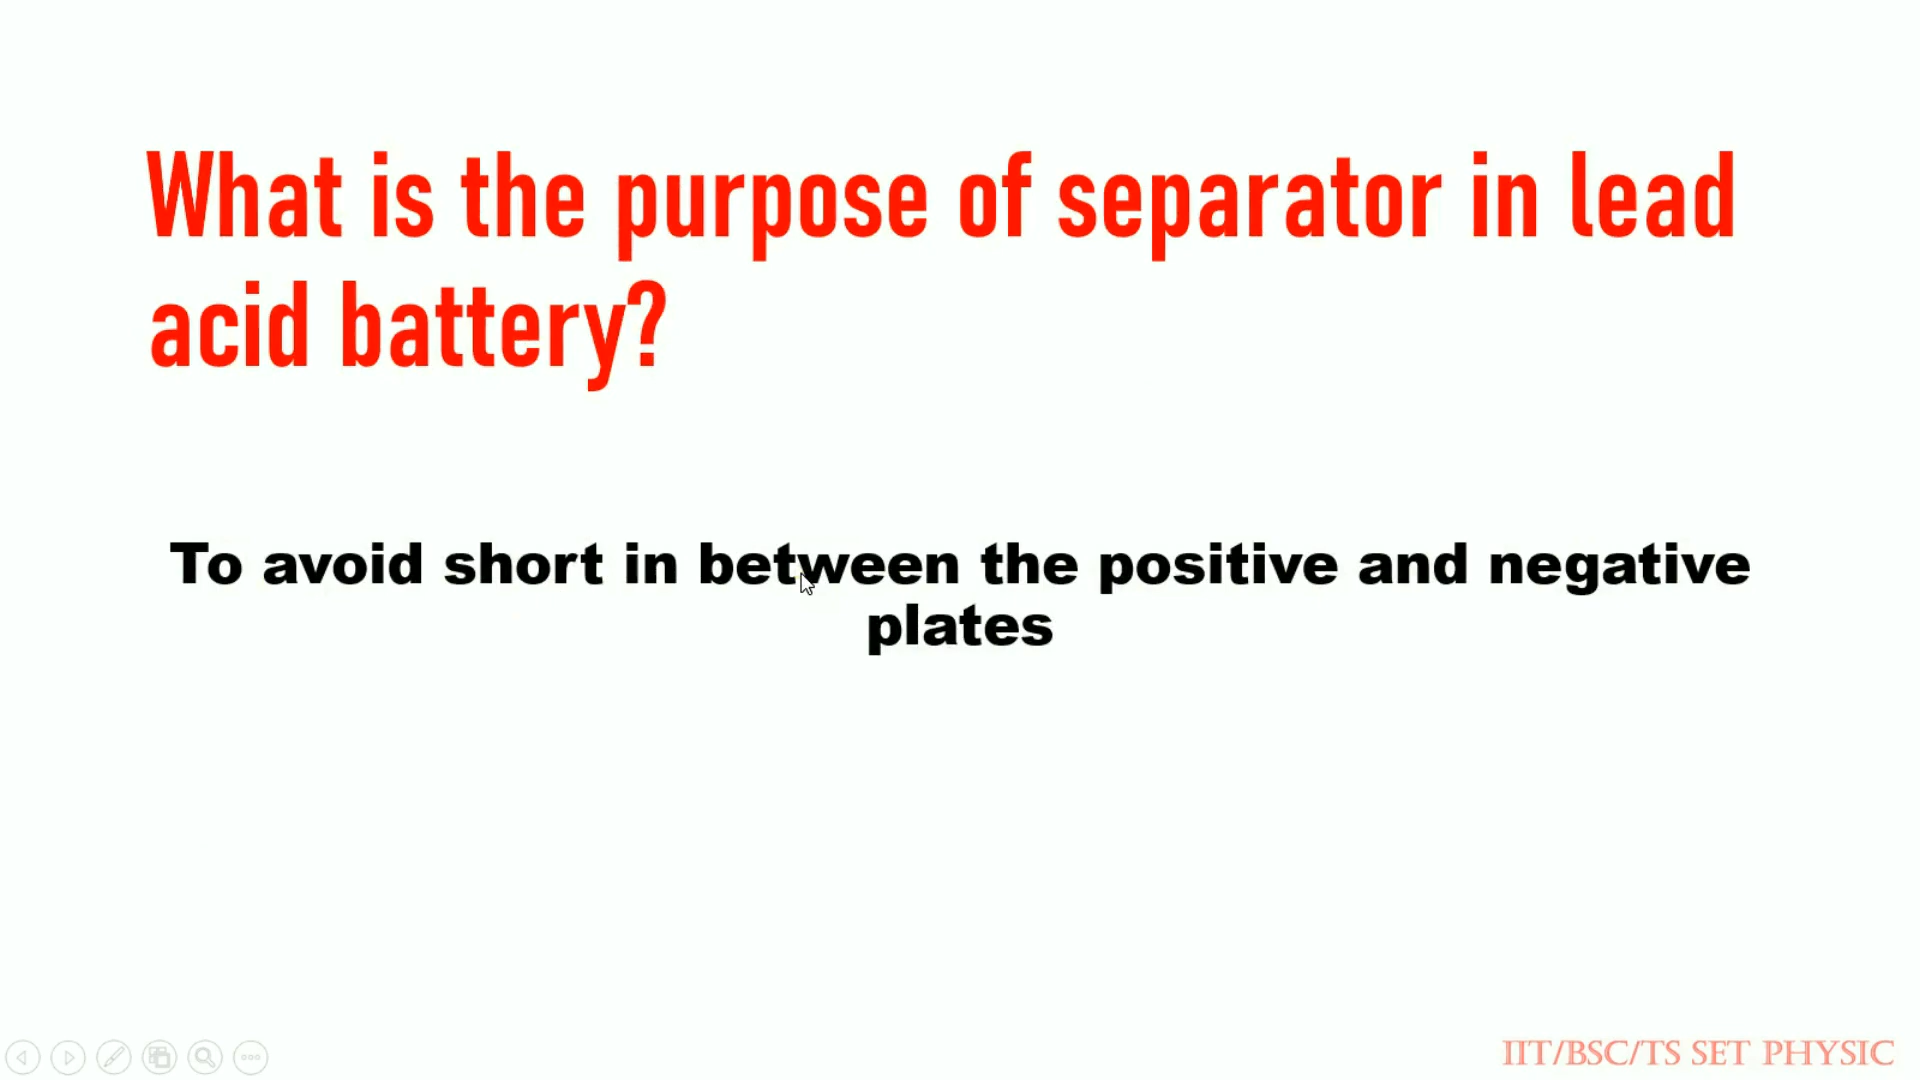 What is the purpose of separator in lead
acid battery?
To avoid short in between the positive and negative
plates
IIT/BSC/TS SET PHYSIC